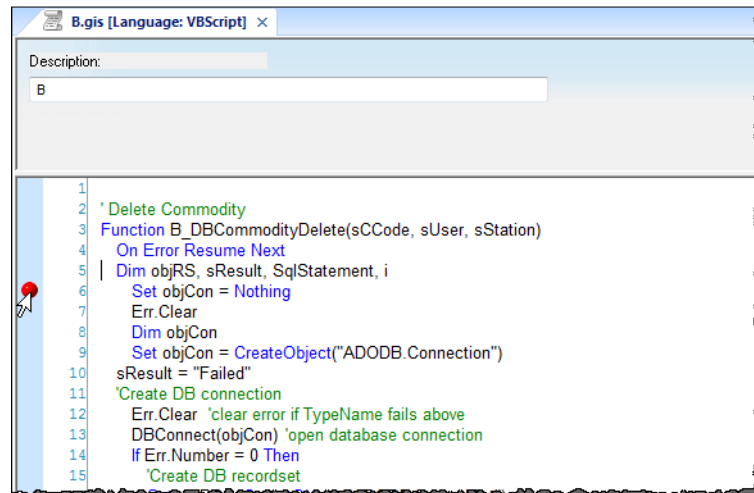 B.gis [Language: VBScript] ×
Description:
B
1
2 ' Delete Commodity
3 Function B_DBCommodityDelete(sCCode, sUser, sStation)
4 On Error Resume Next
5 Dim objRS, sResult, SqlStatement, i
6 Set objCon = Nothing
7 Err.Clear
8 Dim objCon
9 Set objCon = CreateObject("ADODB.Connection")
10 sResult = "Failed"
11 'Create DB connection
12 Err.Clear 'clear error if TypeName fails above
13 DBConnect(objCon) 'open database connection
14 If Err.Number = 0 Then
15 'Create DB recordset